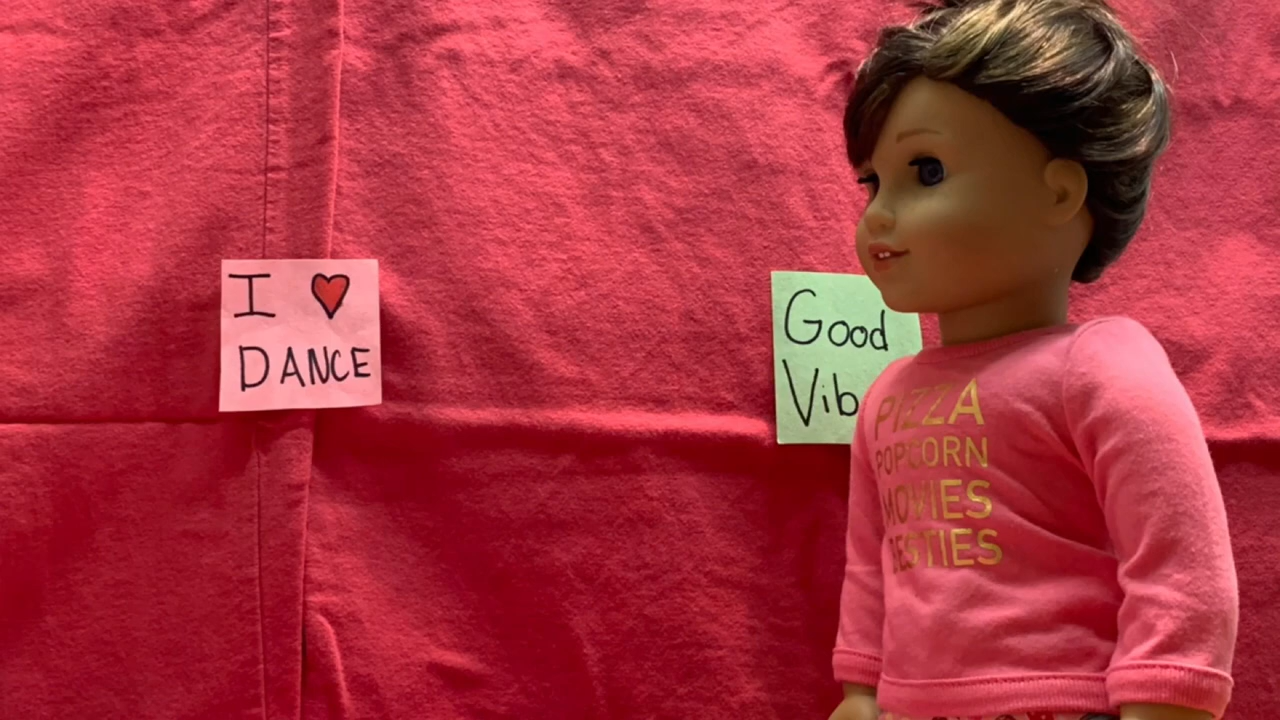 I ❤
DANCE
Good
Vib
PIZZA
POPCORN
MOVIES
BESTIES